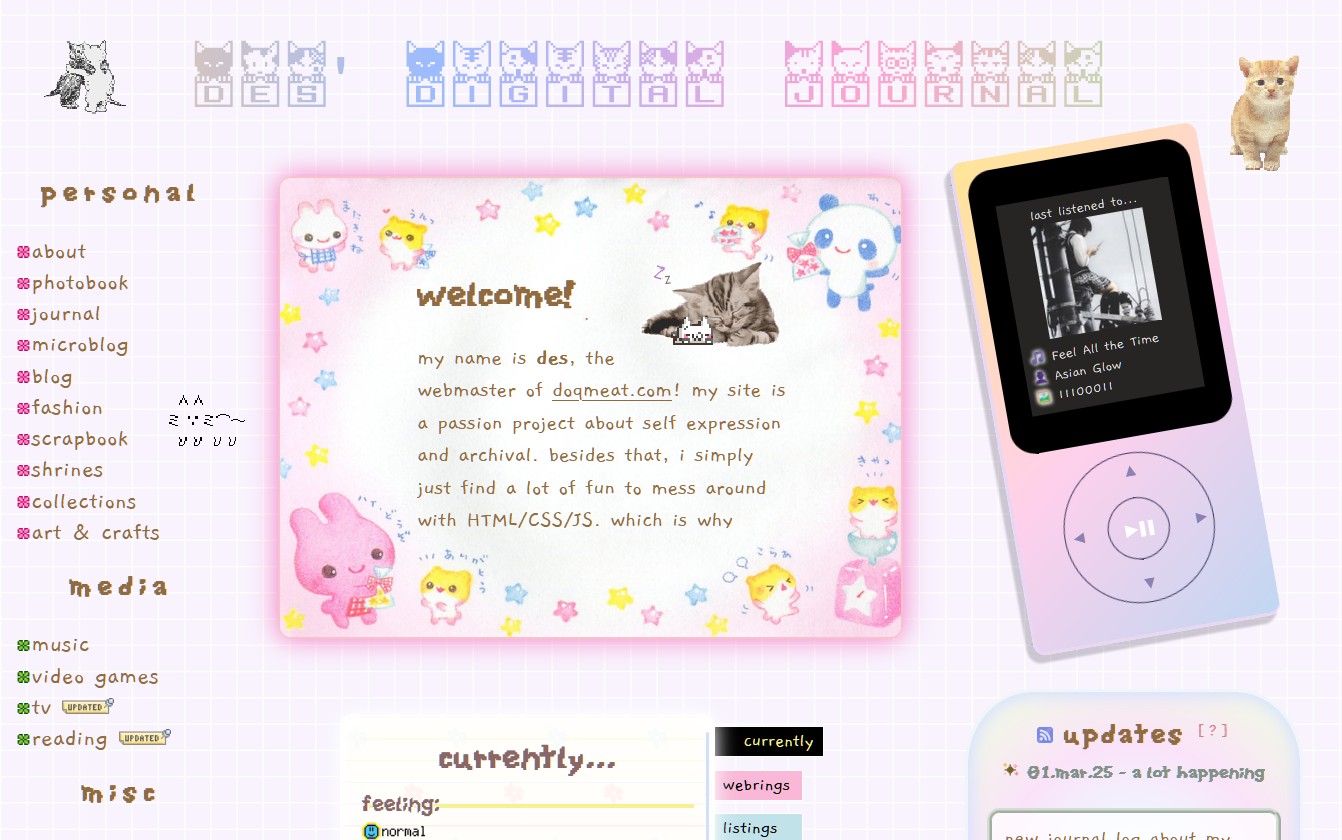 DES' DIGITAL JOURNAL
personal
about
photobook
journal
microblog
blog
fashion
scrapbook
shrines
collections
art & crafts
media
music
video games
tv UPDATED
reading UPDATED
misc
welcome!
Zz
my name is des, the
webmaster of doqmeat.com! my site is
a passion project about self expression
and archival. besides that, i simply
just find a lot of fun to mess around
with HTML/CSS/JS. which is why
last listened to...
Feel All the Time
Asian Glow
11100011
currently...
feeling:
normal
currently
webrings
listings
updates [?]
01.mar.25 - a lot happening
new journal log about my